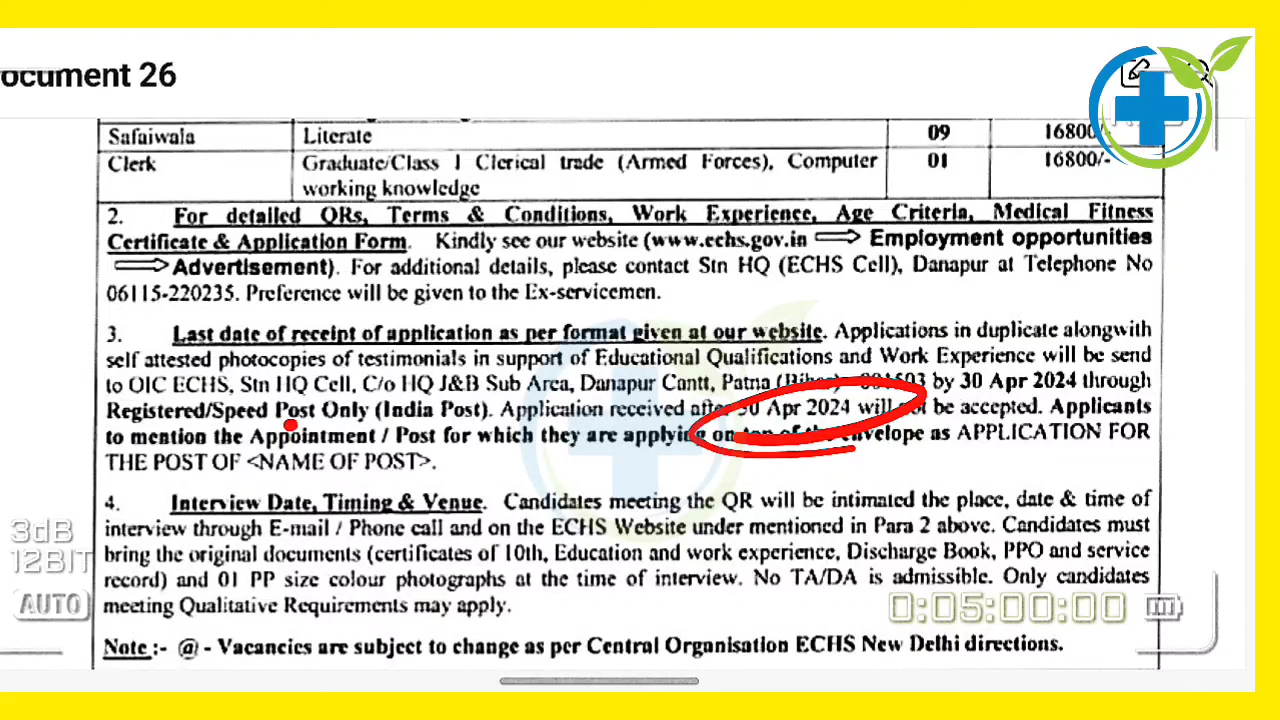 ocument 26
Safaiwala Literate 09 16800/-
Clerk Graduate/Class I Clerical trade (Armed Forces), Computer 01 16800/-
working knowledge
2. For detailed QRs, Terms & Conditions, Work Experience, Age Criteria, Medical Fitness
Certificate & Application Form. Kindly see our website (www.echs.gov.in ⇒ Employment opportunities
⇒ Advertisement). For additional details, please contact Stn HQ (ECHS Cell), Danapur at Telephone No
06115-220235. Preference will be given to the Ex-servicemen.
3. Last date of receipt of application as per format given at our website. Applications in duplicate alongwith
self attested photocopies of testimonials in support of Educational Qualifications and Work Experience will be send
to OIC ECHS, Stn HQ Cell, C/o HQ J&B Sub Area, Danapur Cantt, Patna (Bihar) by 30 Apr 2024 through
Registered/Speed Post Only (India Post). Application received after 30 Apr 2024 will not be accepted. Applicants
to mention the Appointment / Post for which they are applying on top of the envelope as APPLICATION FOR
THE POST OF <NAME OF POST>.
4. Interview Date, Timing & Venue. Candidates meeting the QR will be intimated the place, date & time of
interview through E-mail / Phone call and on the ECHS Website under mentioned in Para 2 above. Candidates must
bring the original documents (certificates of 10th, Education and work experience, Discharge Book, PPO and service
record) and 01 PP size colour photographs at the time of interview. No TA/DA is admissible. Only candidates
meeting Qualitative Requirements may apply.
Note :- @ - Vacancies are subject to change as per Central Organisation ECHS New Delhi directions.
3dB
12BIT
AUTO
0:05:00:00